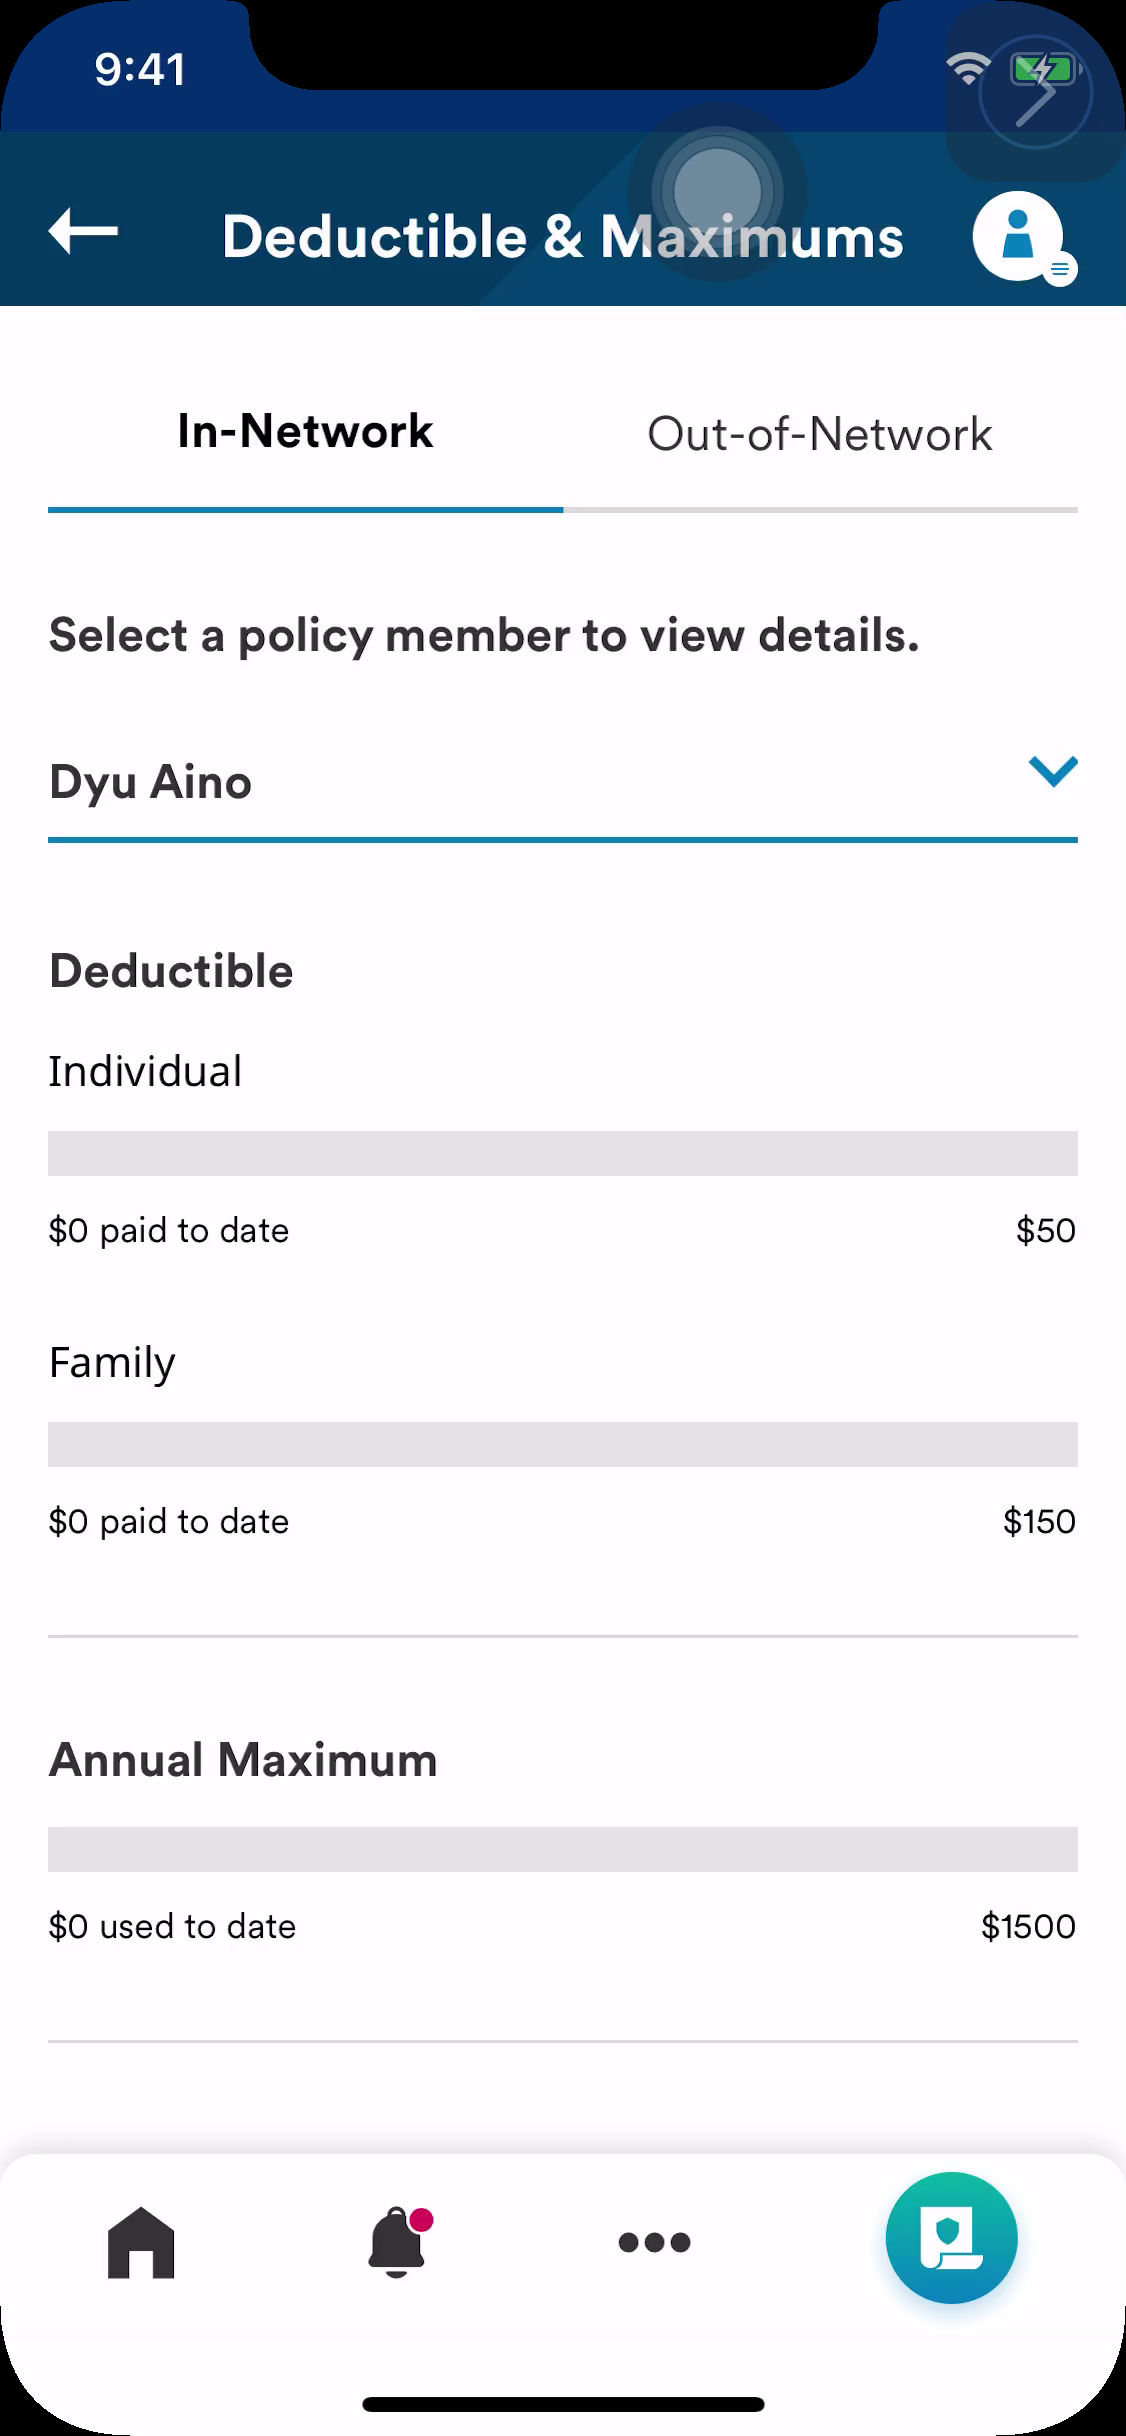 9:41
Deductible & Maximums
In-Network
Out-of-Network
Select a policy member to view details.
Dyu Aino
Deductible
Individual
$0 paid to date
$50
Family
$0 paid to date
$150
Annual Maximum
$0 used to date
$1500